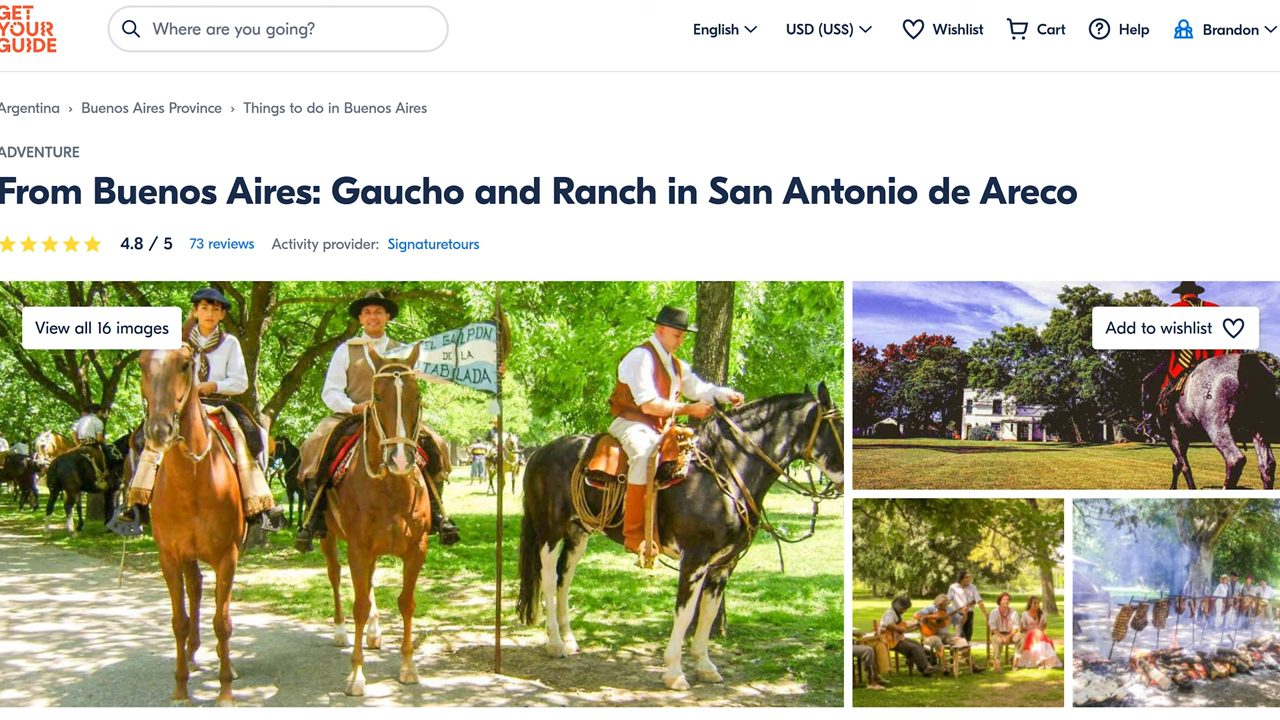 GET
YOUR
GUIDE
Where are you going?
English
USD (US$)
Wishlist
Cart
Help
Brandon
Argentina › Buenos Aires Province › Things to do in Buenos Aires
ADVENTURE
From Buenos Aires: Gaucho and Ranch in San Antonio de Areco
4.8 / 5 73 reviews Activity provider: Signaturetours
View all 16 images
Add to wishlist
EL GALPON
DE LA
TABLADA